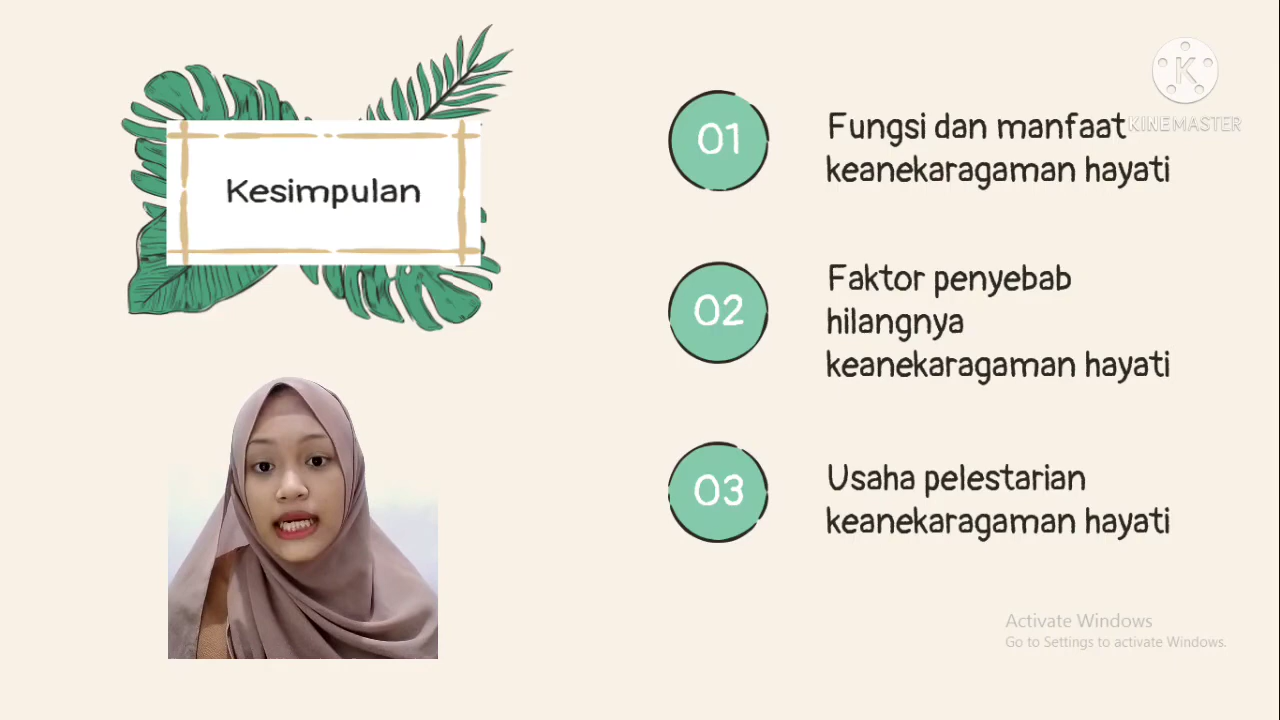 Kesimpulan
01
Fungsi dan manfaat
keanekaragaman hayati
02
Faktor penyebab
hilangnya
keanekaragaman hayati
03
Usaha pelestarian
keanekaragaman hayati
K
KINEMASTER
Activate Windows
Go to Settings to activate Windows.